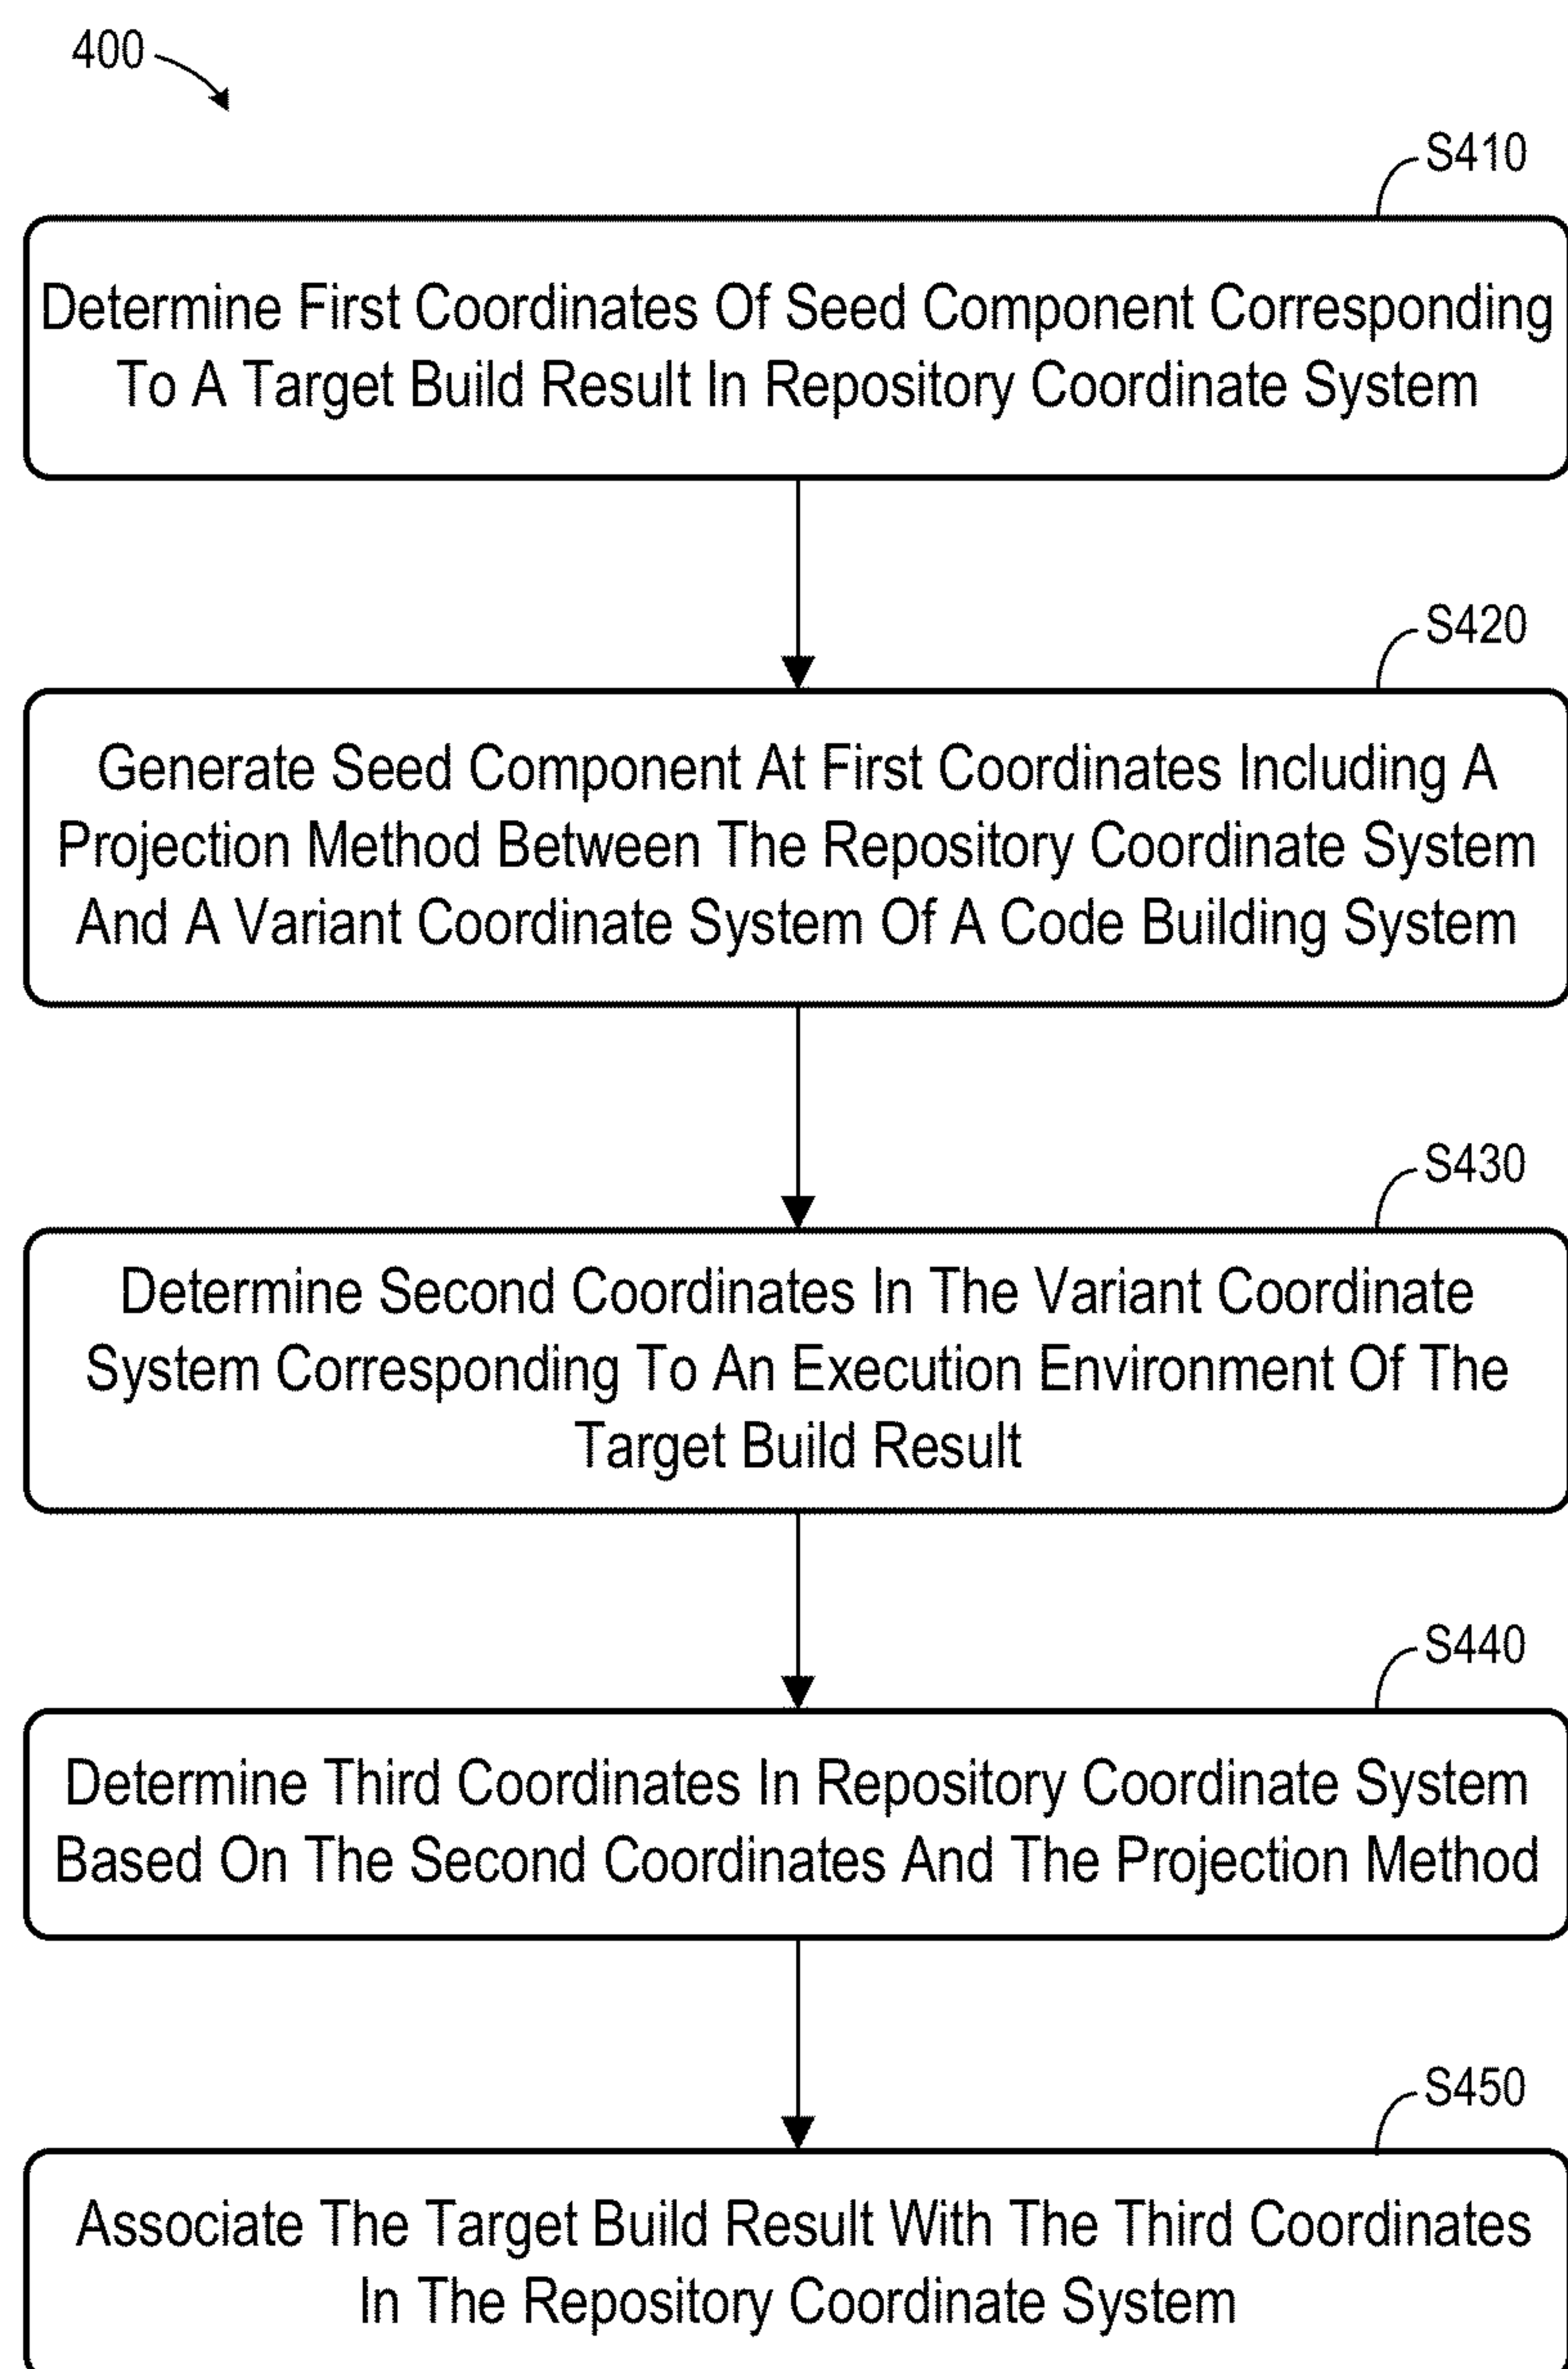 400
S410
Determine First Coordinates Of Seed Component Corresponding
To A Target Build Result In Repository Coordinate System
S420
Generate Seed Component At First Coordinates Including A
Projection Method Between The Repository Coordinate System
And A Variant Coordinate System Of A Code Building System
S430
Determine Second Coordinates In The Variant Coordinate
System Corresponding To An Execution Environment Of The
Target Build Result
S440
Determine Third Coordinates In Repository Coordinate System
Based On The Second Coordinates And The Projection Method
S450
Associate The Target Build Result With The Third Coordinates
In The Repository Coordinate System